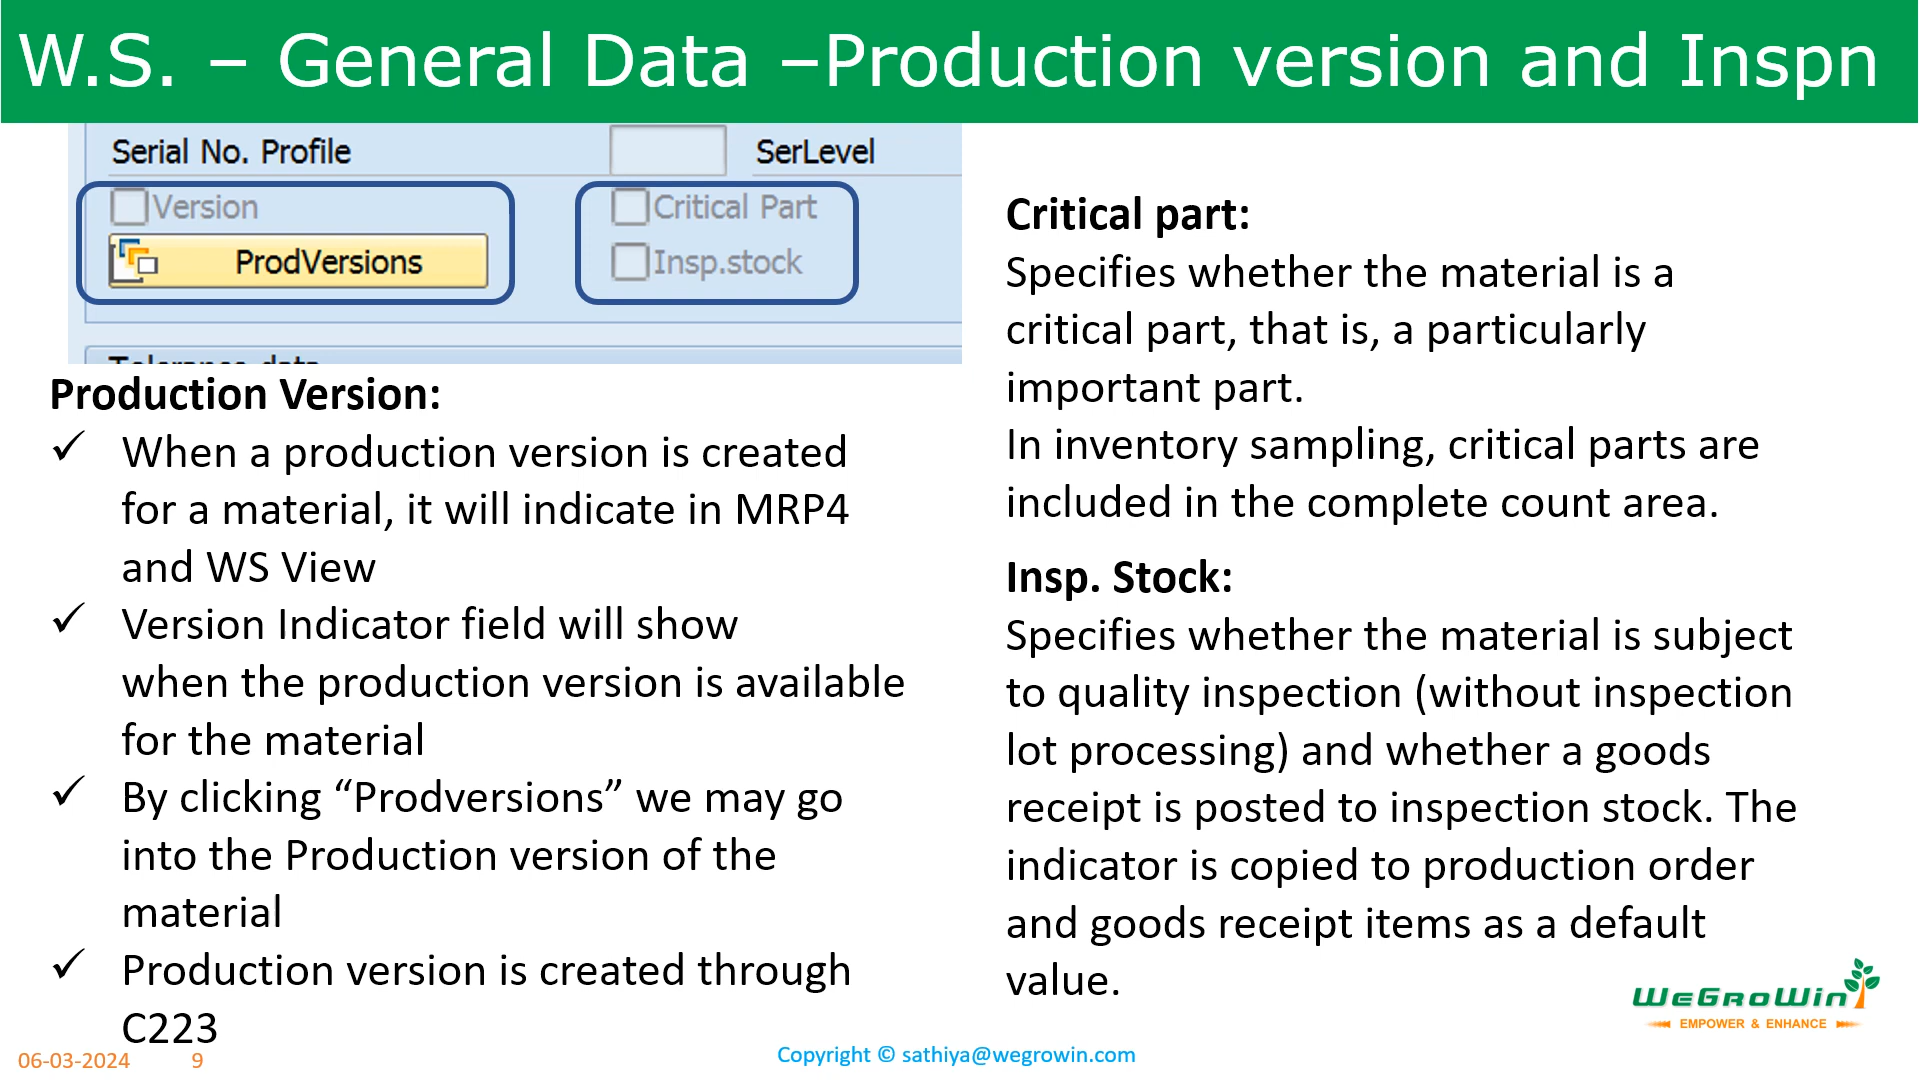 W.S. – General Data –Production version and Inspn
Serial No. Profile
SerLevel
Version
Critical Part
ProdVersions
Insp.stock
Tolerance data
Production Version:
✓ When a production version is created
for a material, it will indicate in MRP4
and WS View
✓ Version Indicator field will show
when the production version is available
for the material
✓ By clicking “Prodversions” we may go
into the Production version of the
material
✓ Production version is created through
C223
Critical part:
Specifies whether the material is a
critical part, that is, a particularly
important part.
In inventory sampling, critical parts are
included in the complete count area.
Insp. Stock:
Specifies whether the material is subject
to quality inspection (without inspection
lot processing) and whether a goods
receipt is posted to inspection stock. The
indicator is copied to production order
and goods receipt items as a default
value.
WeGroWin
EMPOWER & ENHANCE
06-03-2024
9
Copyright © sathiya@wegrowin.com